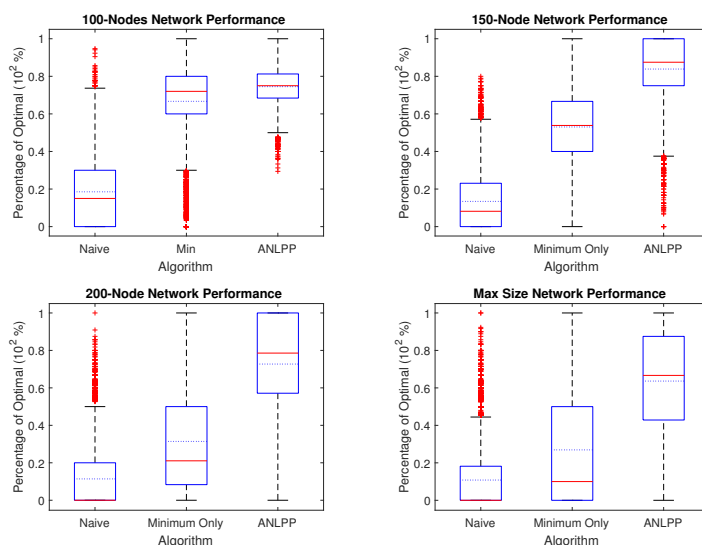 100-Nodes Network Performance
Percentage of Optimal (10² %)
1
0.8
0.6
0.4
0.2
0
Naive Min ANLPP
Algorithm
150-Node Network Performance
Percentage of Optimal (10² %)
1
0.8
0.6
0.4
0.2
0
Naive Minimum Only ANLPP
Algorithm
200-Node Network Performance
Percentage of Optimal (10² %)
1
0.8
0.6
0.4
0.2
0
Naive Minimum Only ANLPP
Algorithm
Max Size Network Performance
Percentage of Optimal (10² %)
1
0.8
0.6
0.4
0.2
0
Naive Minimum Only ANLPP
Algorithm